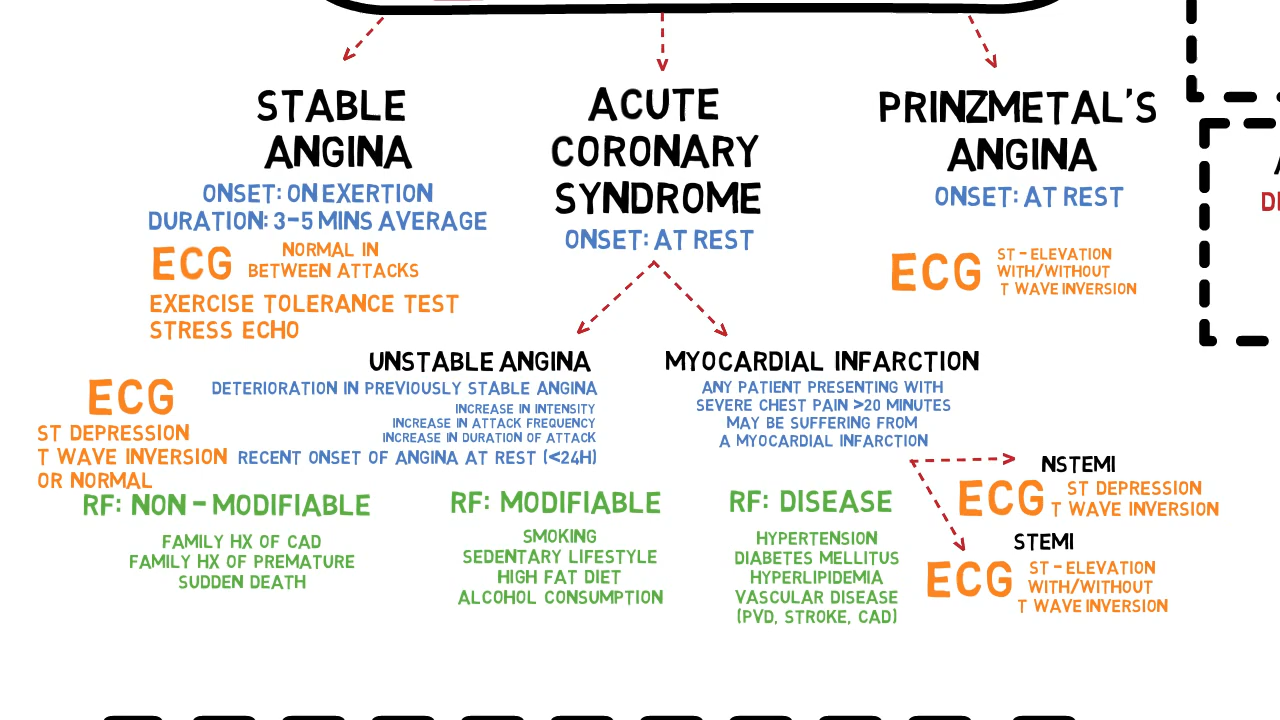 STABLE
ANGINA
ONSET: ON EXERTION
DURATION: 3-5 MINS AVERAGE
ECG
NORMAL IN
BETWEEN ATTACKS
EXERCISE TOLERANCE TEST
STRESS ECHO
ACUTE
CORONARY
SYNDROME
ONSET: AT REST
PRINZMETAL'S
ANGINA
ONSET: AT REST
ECG
ST - ELEVATION
WITH/WITHOUT
T WAVE INVERSION
UNSTABLE ANGINA
DETERIORATION IN PREVIOUSLY STABLE ANGINA
INCREASE IN INTENSITY
INCREASE IN ATTACK FREQUENCY
INCREASE IN DURATION OF ATTACK
RECENT ONSET OF ANGINA AT REST (<24H)
ECG
ST DEPRESSION
T WAVE INVERSION
OR NORMAL
MYOCARDIAL INFARCTION
ANY PATIENT PRESENTING WITH
SEVERE CHEST PAIN >20 MINUTES
MAY BE SUFFERING FROM
A MYOCARDIAL INFARCTION
NSTEMI
ECG
ST DEPRESSION
T WAVE INVERSION
STEMI
ECG
ST - ELEVATION
WITH/WITHOUT
T WAVE INVERSION
RF: NON - MODIFIABLE
FAMILY HX OF CAD
FAMILY HX OF PREMATURE
SUDDEN DEATH
RF: MODIFIABLE
SMOKING
SEDENTARY LIFESTYLE
HIGH FAT DIET
ALCOHOL CONSUMPTION
RF: DISEASE
HYPERTENSION
DIABETES MELLITUS
HYPERLIPIDEMIA
VASCULAR DISEASE
(PVD, STROKE, CAD)